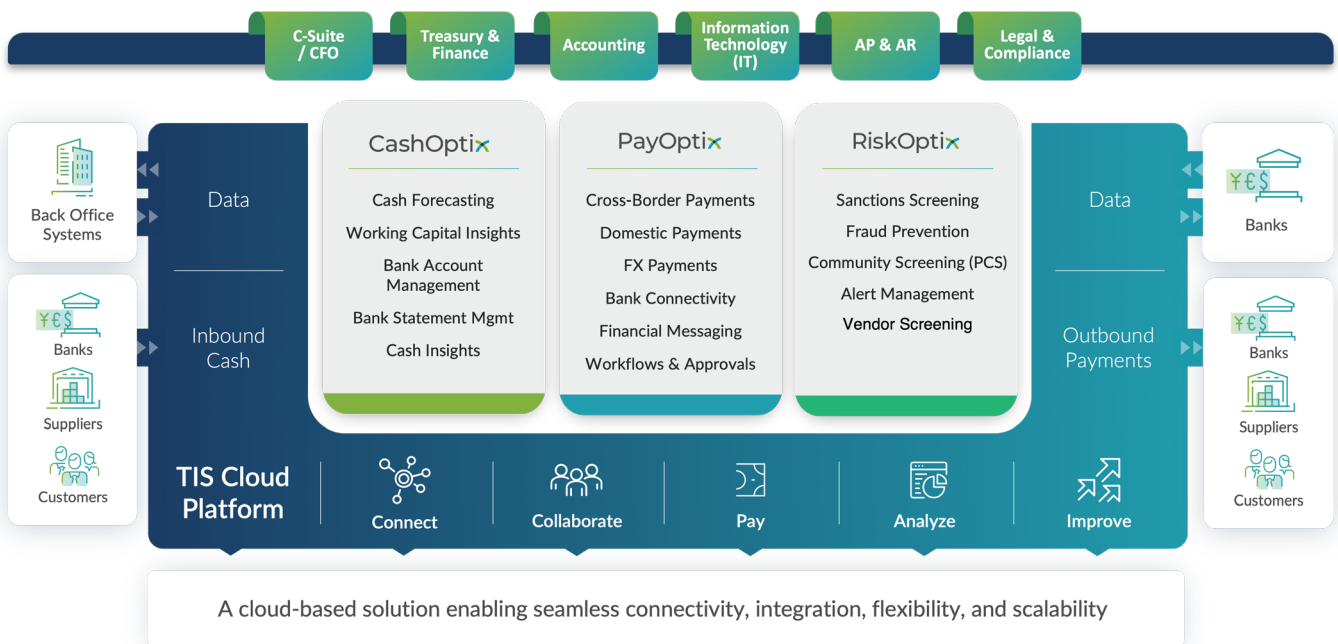 C-Suite
/ CFO
Treasury &
Finance
Accounting
Information
Technology
(IT)
AP & AR
Legal &
Compliance
Back Office
Systems
Banks
Suppliers
Customers
Data
Inbound
Cash
CashOptix
Cash Forecasting
Working Capital Insights
Bank Account
Management
Bank Statement Mgmt
Cash Insights
PayOptix
Cross-Border Payments
Domestic Payments
FX Payments
Bank Connectivity
Financial Messaging
Workflows & Approvals
RiskOptix
Sanctions Screening
Fraud Prevention
Community Screening (PCS)
Alert Management
Vendor Screening
Data
Outbound
Payments
¥€$
Banks
¥€$
Banks
Suppliers
Customers
¥€$
TIS Cloud
Platform
Connect
Collaborate
Pay
Analyze
Improve
A cloud-based solution enabling seamless connectivity, integration, flexibility, and scalability